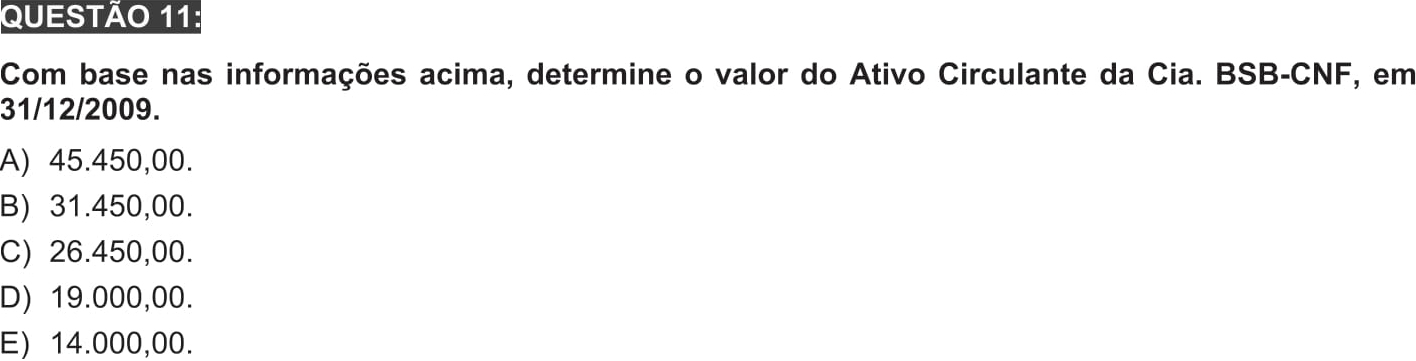 QUESTÃO 11:
Com base nas informações acima, determine o valor do Ativo Circulante da Cia. BSB-CNF, em
31/12/2009.
A) 45.450,00.
B) 31.450,00.
C) 26.450,00.
D) 19.000,00.
E) 14.000,00.